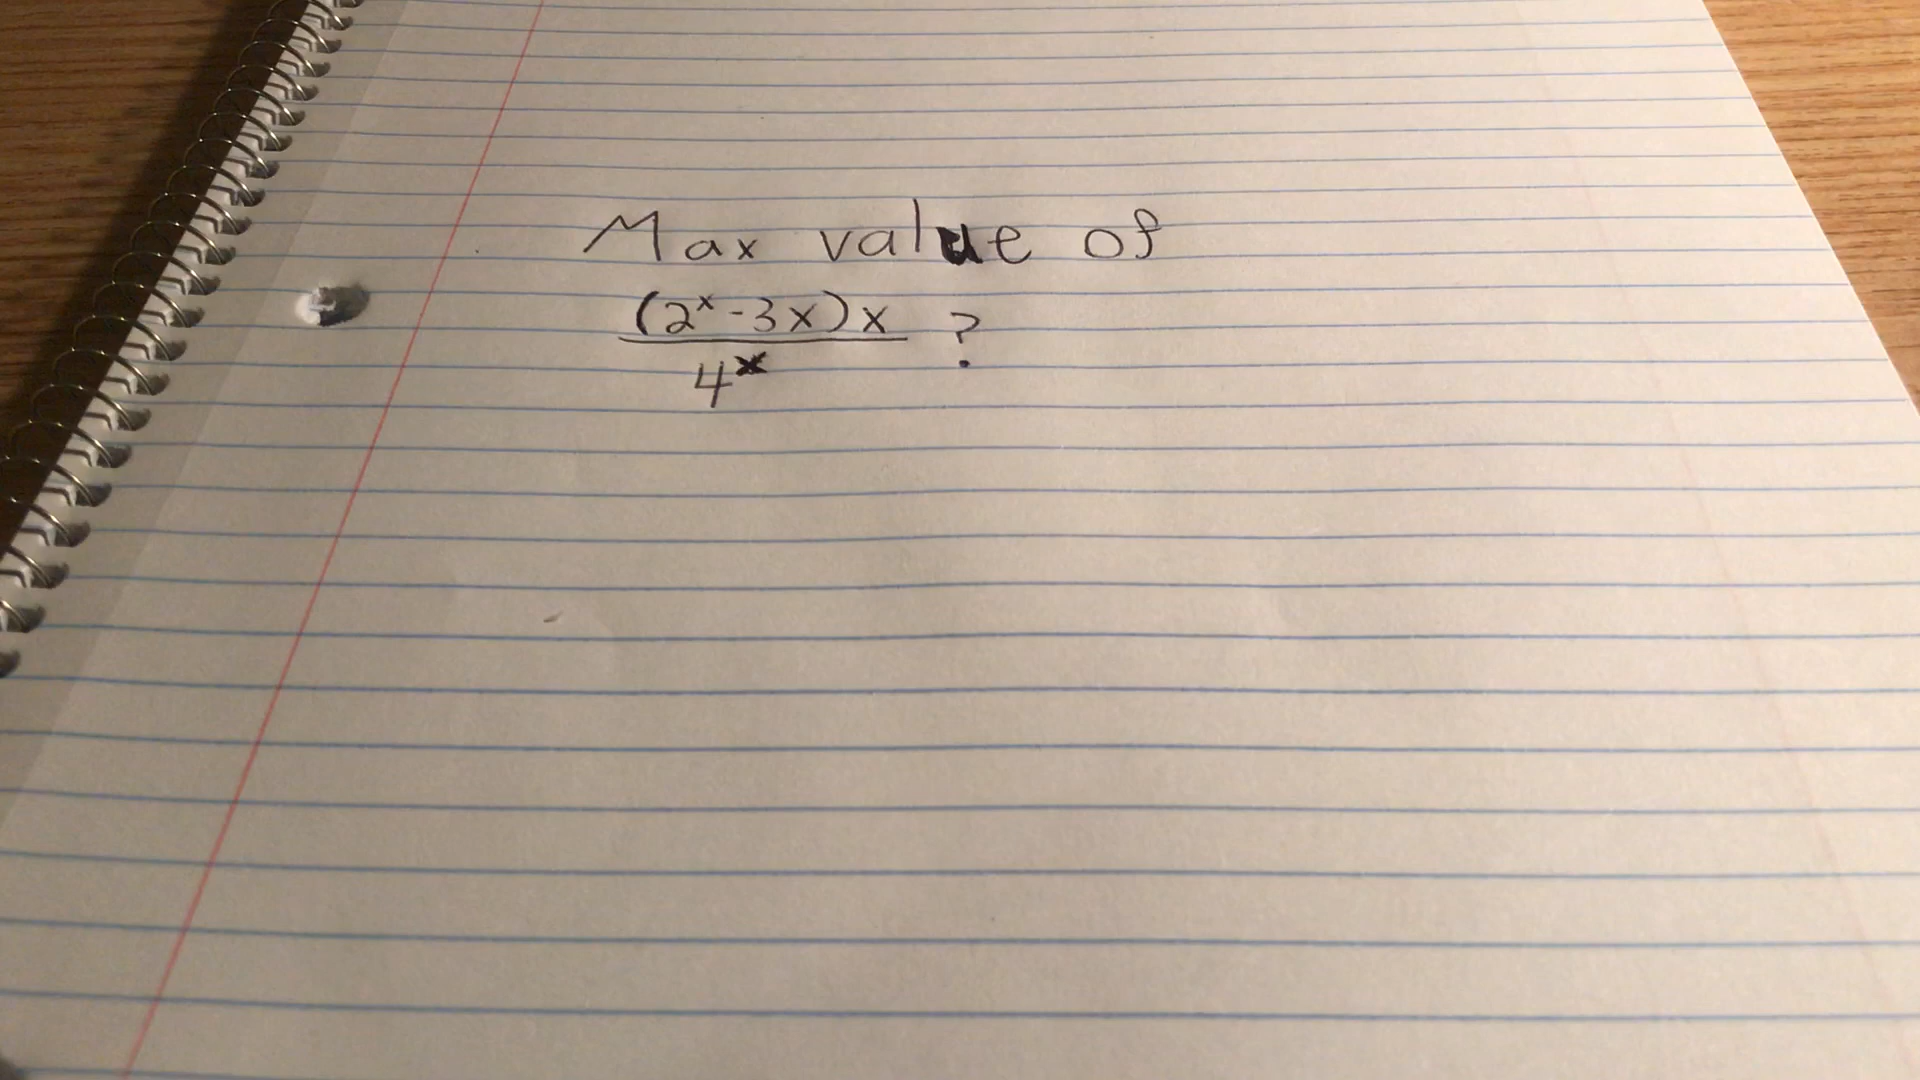 Max value of
(2^x - 3x)x / 4^x ?